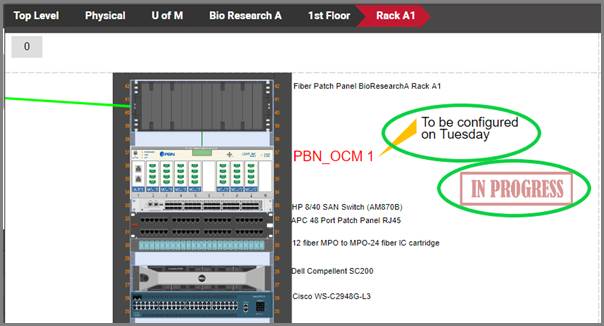 Top Level Physical U of M Bio Research A 1st Floor Rack A1
0
Fiber Patch Panel BioResearchA Rack A1
To be configured
on Tuesday
PBN_OCM 1
PBN
IN PROGRESS
HP 8/40 SAN Switch (AM870B)
APC 48 Port Patch Panel RJ45
12 fiber MPO to MPO-24 fiber IC cartridge
Dell Compellent SC200
Cisco WS-C2948G-L3